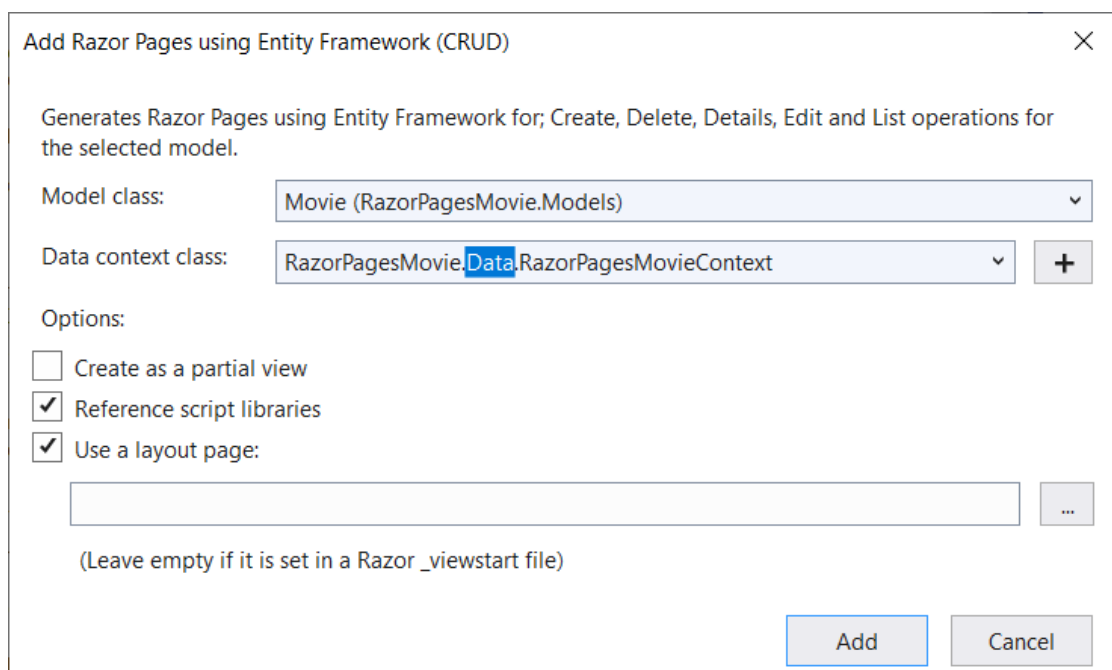 Add Razor Pages using Entity Framework (CRUD)
Generates Razor Pages using Entity Framework for; Create, Delete, Details, Edit and List operations for
the selected model.
Model class:
Movie (RazorPagesMovie.Models)
Data context class:
RazorPagesMovie.Data.RazorPagesMovieContext
+
Options:
Create as a partial view
Reference script libraries
Use a layout page:
...
(Leave empty if it is set in a Razor _viewstart file)
Add
Cancel